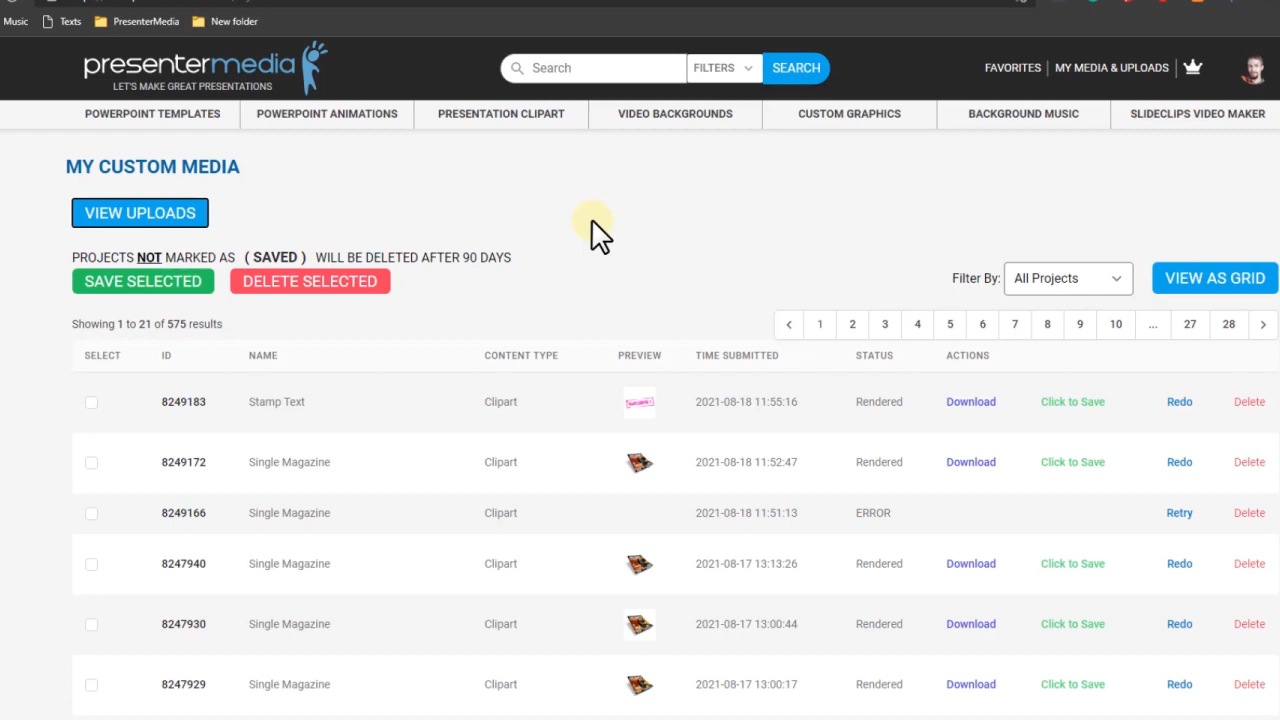 Music Texts PresenterMedia New folder
presentermedia
LET'S MAKE GREAT PRESENTATIONS
Search FILTERS SEARCH FAVORITES MY MEDIA & UPLOADS
POWERPOINT TEMPLATES POWERPOINT ANIMATIONS PRESENTATION CLIPART VIDEO BACKGROUNDS CUSTOM GRAPHICS BACKGROUND MUSIC SLIDECLIPS VIDEO MAKER
MY CUSTOM MEDIA
VIEW UPLOADS
PROJECTS NOT MARKED AS ( SAVED ) WILL BE DELETED AFTER 90 DAYS
SAVE SELECTED DELETE SELECTED Filter By: All Projects VIEW AS GRID
Showing 1 to 21 of 575 results 1 2 3 4 5 6 7 8 9 10 ... 27 28
SELECT ID NAME CONTENT TYPE PREVIEW TIME SUBMITTED STATUS ACTIONS
8249183 Stamp Text Clipart 2021-08-18 11:55:16 Rendered Download Click to Save Redo Delete
8249172 Single Magazine Clipart 2021-08-18 11:52:47 Rendered Download Click to Save Redo Delete
8249166 Single Magazine Clipart 2021-08-18 11:51:13 ERROR Retry Delete
8247940 Single Magazine Clipart 2021-08-17 13:13:26 Rendered Download Click to Save Redo Delete
8247930 Single Magazine Clipart 2021-08-17 13:00:44 Rendered Download Click to Save Redo Delete
8247929 Single Magazine Clipart 2021-08-17 13:00:17 Rendered Download Click to Save Redo Delete